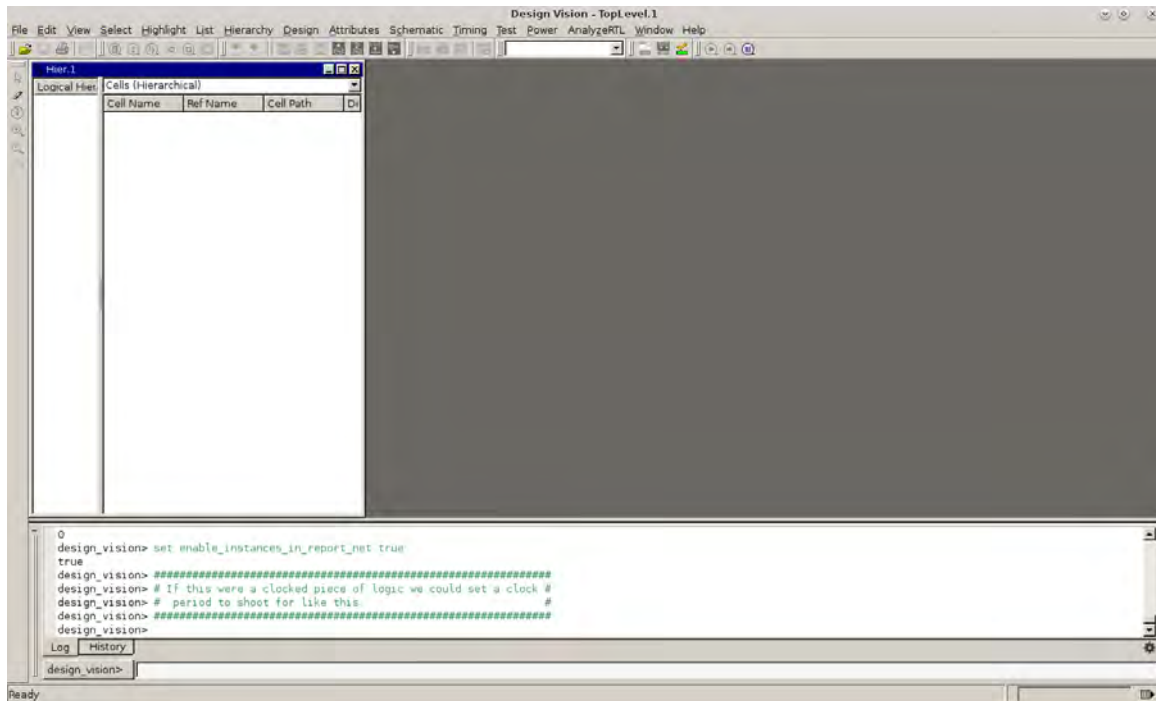 Design Vision - TopLevel.1
File Edit View Select Highlight List Hierarchy Design Attributes Schematic Timing Test Power AnalyzeRTL Window Help
Hier.1
Logical Hier
Cells (Hierarchical)
Cell Name Ref Name Cell Path
0
design_vision> set enable_instances_in_report_net true
true
design_vision> ##############################################################
design_vision> # If this were a clocked piece of logic we could set a clock #
design_vision> #  period to shoot for like this                             #
design_vision> ##############################################################
design_vision>
Log History
design_vision>
Ready